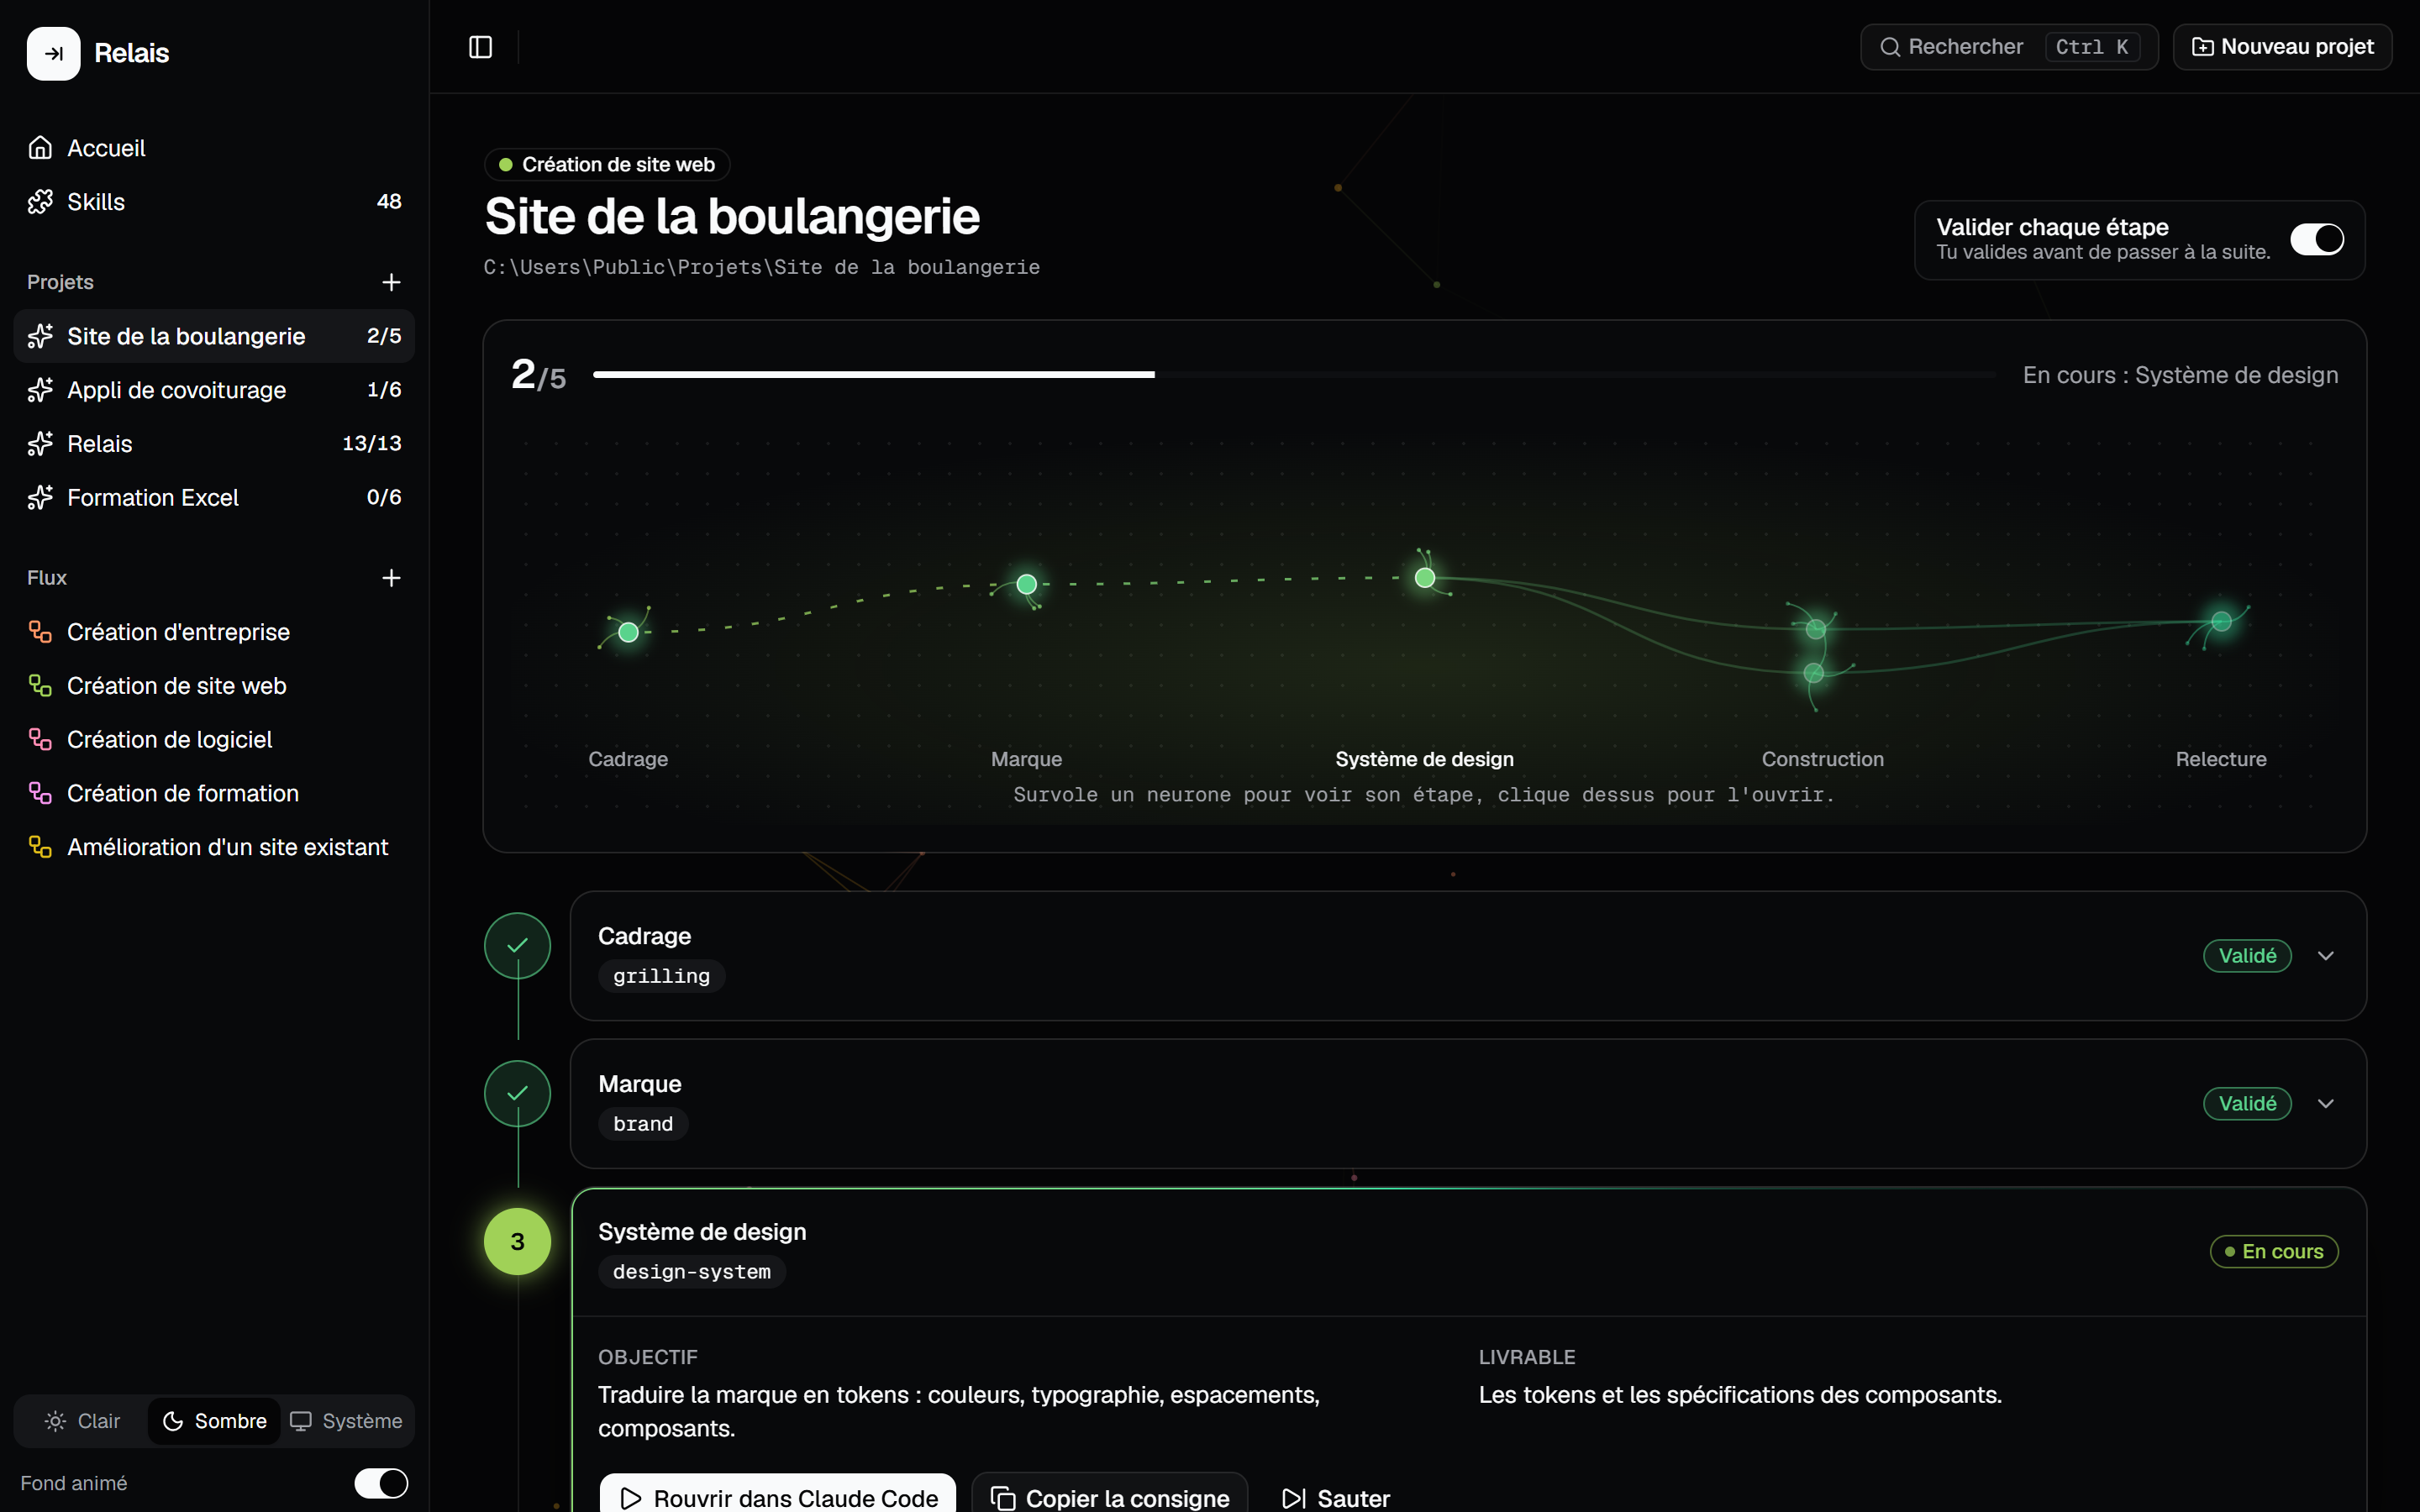 Relais
Accueil
Skills 48
Projets
Site de la boulangerie 2/5
Appli de covoiturage 1/6
Relais 13/13
Formation Excel 0/6
Flux
Création d'entreprise
Création de site web
Création de logiciel
Création de formation
Amélioration d'un site existant
Clair Sombre Système
Fond animé
Rechercher Ctrl K Nouveau projet
Création de site web
Site de la boulangerie
C:\Users\Public\Projets\Site de la boulangerie
Valider chaque étape
Tu valides avant de passer à la suite.
2/5 En cours : Système de design
Cadrage Marque Système de design Construction Relecture
Survole un neurone pour voir son étape, clique dessus pour l'ouvrir.
Cadrage
grilling
Validé
Marque
brand
Validé
3
Système de design
design-system
En cours
OBJECTIF
Traduire la marque en tokens : couleurs, typographie, espacements,
composants.
LIVRABLE
Les tokens et les spécifications des composants.
Rouvrir dans Claude Code Copier la consigne Sauter